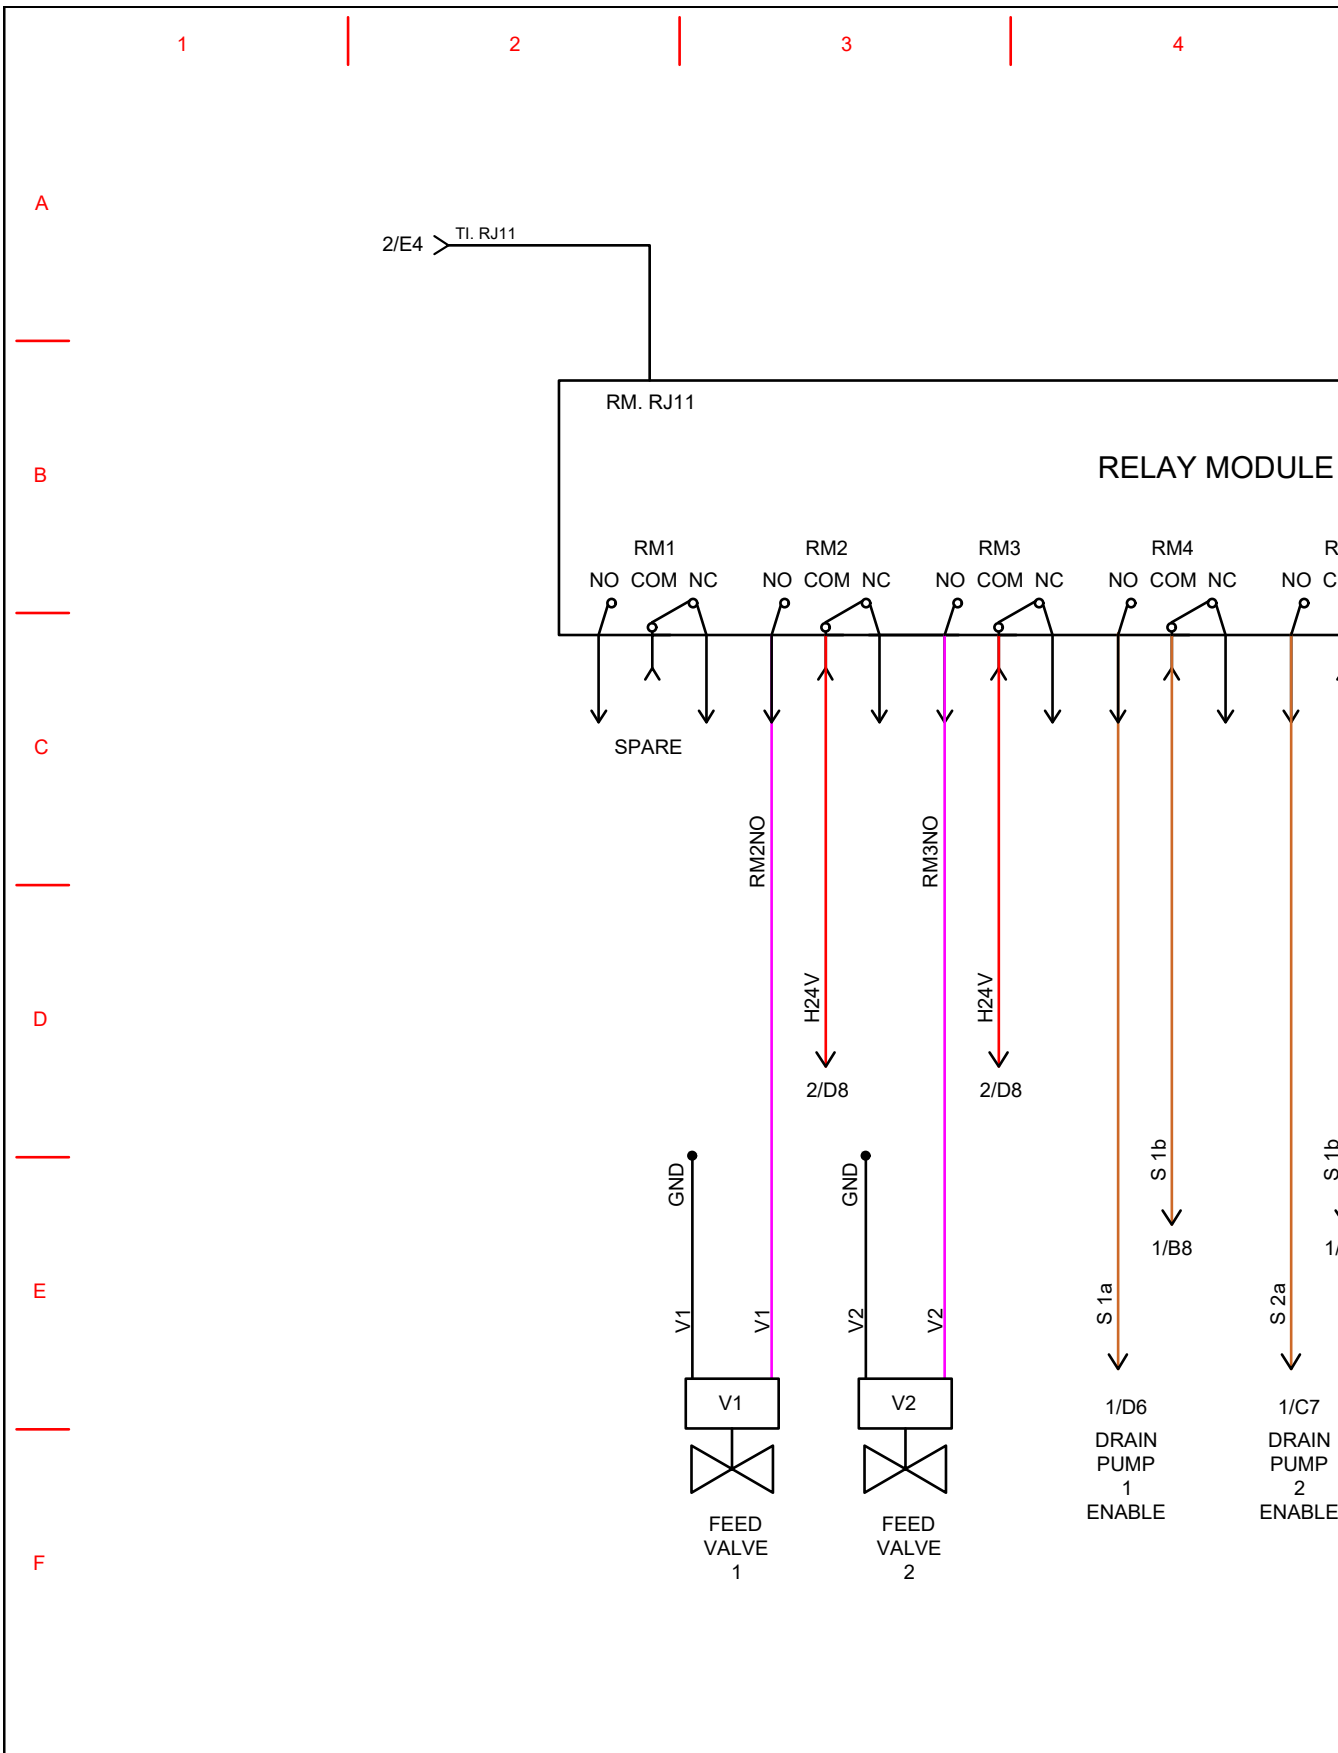 1 2 3 4
A
2/E4 TI. RJ11
RM. RJ11
B
RELAY MODULE
RM1 RM2 RM3 RM4
NO COM NC NO COM NC NO COM NC NO COM NC NO
C
SPARE
RM2NO
RM3NO
D
H24V
H24V
2/D8
2/D8
GND
GND
S 1b
S 1b
1/B8
E
V1
V1
V2
V2
S 1a
S 2a
V1
V2
1/D6
1/C7
DRAIN
PUMP
1
ENABLE
DRAIN
PUMP
2
ENABLE
FEED
VALVE
1
FEED
VALVE
2
F